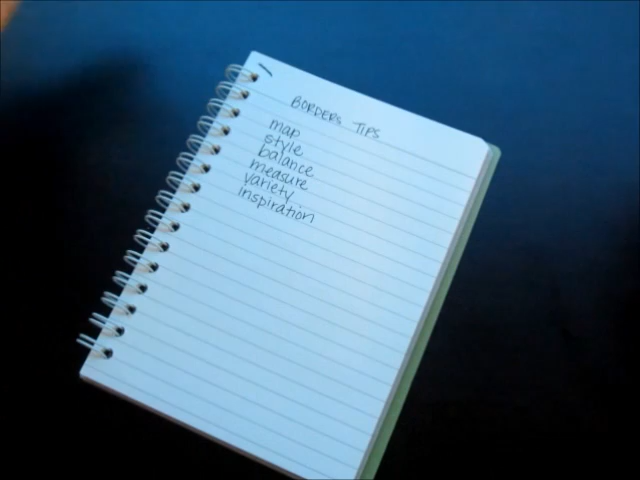 BORDERS TIPS
map
style
balance
measure
variety
inspiration